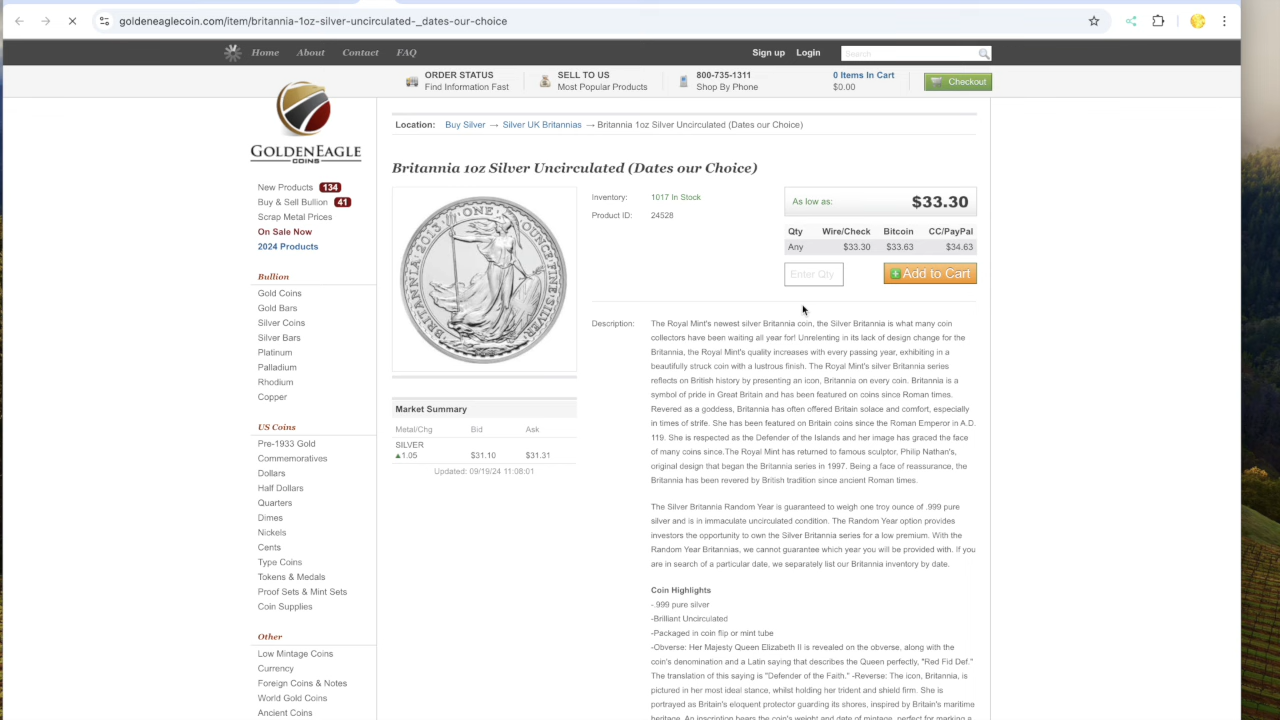 goldeneaglecoin.com/item/britannia-1oz-silver-uncirculated-_dates-our-choice
Home About Contact FAQ
Sign up Login Search
ORDER STATUS
Find Information Fast
SELL TO US
Most Popular Products
800-735-1311
Shop By Phone
0 Items In Cart
$0.00
Checkout
GOLDENEAGLE
COINS
New Products 134
Buy & Sell Bullion 41
Scrap Metal Prices
On Sale Now
2024 Products
Bullion
Gold Coins
Gold Bars
Silver Coins
Silver Bars
Platinum
Palladium
Rhodium
Copper
US Coins
Pre-1933 Gold
Commemoratives
Dollars
Half Dollars
Quarters
Dimes
Nickels
Cents
Type Coins
Tokens & Medals
Proof Sets & Mint Sets
Coin Supplies
Other
Low Mintage Coins
Currency
Foreign Coins & Notes
World Gold Coins
Ancient Coins
Location: Buy Silver → Silver UK Britannias → Britannia 1oz Silver Uncirculated (Dates our Choice)
Britannia 1oz Silver Uncirculated (Dates our Choice)
BRITANNIA 2013 ONE OUNCE FINE SILVER
Market Summary
Metal/Chg Bid Ask
SILVER
▲1.05 $31.10 $31.31
Updated: 09/19/24 11:08:01
Inventory: 1017 In Stock
Product ID: 24528
As low as: $33.30
Qty Wire/Check Bitcoin CC/PayPal
Any $33.30 $33.63 $34.63
Enter Qty Add to Cart
Description:
The Royal Mint's newest silver Britannia coin, the Silver Britannia is what many coin
collectors have been waiting all year for! Unrelenting in its lack of design change for the
Britannia, the Royal Mint's quality increases with every passing year, exhibiting in a
beautifully struck coin with a lustrous finish. The Royal Mint's silver Britannia series
reflects on British history by presenting an icon, Britannia on every coin. Britannia is a
symbol of pride in Great Britain and has been featured on coins since Roman times.
Revered as a goddess, Britannia has often offered Britain solace and comfort, especially
in times of strife. She has been featured on Britain coins since the Roman Emperor in A.D.
119. She is respected as the Defender of the Islands and her image has graced the face
of many coins since.The Royal Mint has returned to famous sculptor, Philip Nathan's,
original design that began the Britannia series in 1997. Being a face of reassurance, the
Britannia has been revered by British tradition since ancient Roman times.
The Silver Britannia Random Year is guaranteed to weigh one troy ounce of .999 pure
silver and is in immaculate uncirculated condition. The Random Year option provides
investors the opportunity to own the Silver Britannia series for a low premium. With the
Random Year Britannias, we cannot guarantee which year you will be provided with. If you
are in search of a particular date, we separately list our Britannia inventory by date.
Coin Highlights
-.999 pure silver
-Brilliant Uncirculated
-Packaged in coin flip or mint tube
-Obverse: Her Majesty Queen Elizabeth II is revealed on the obverse, along with the
coin's denomination and a Latin saying that describes the Queen perfectly, "Red Fid Def."
The translation of this saying is "Defender of the Faith." -Reverse: The icon, Britannia, is
pictured in her most ideal stance, whilst holding her trident and shield firm. She is
portrayed as Britain's eloquent protector guarding its shores, inspired by Britain's maritime
heritage. An inscription bears the coin's weight and date of mintage, perfect for marking a